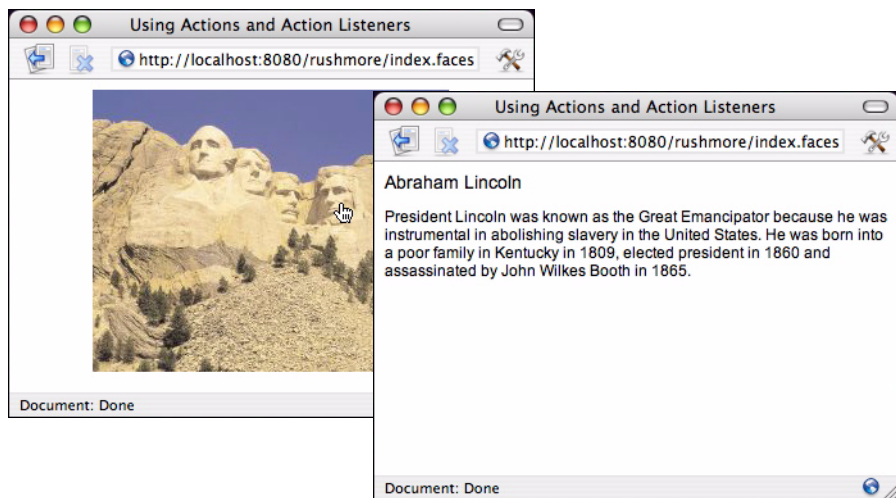 Using Actions and Action Listeners
http://localhost:8080/rushmore/index.faces
Document: Done
Using Actions and Action Listeners
http://localhost:8080/rushmore/index.faces
Abraham Lincoln
President Lincoln was known as the Great Emancipator because he was
instrumental in abolishing slavery in the United States. He was born into
a poor family in Kentucky in 1809, elected president in 1860 and
assassinated by John Wilkes Booth in 1865.
Document: Done